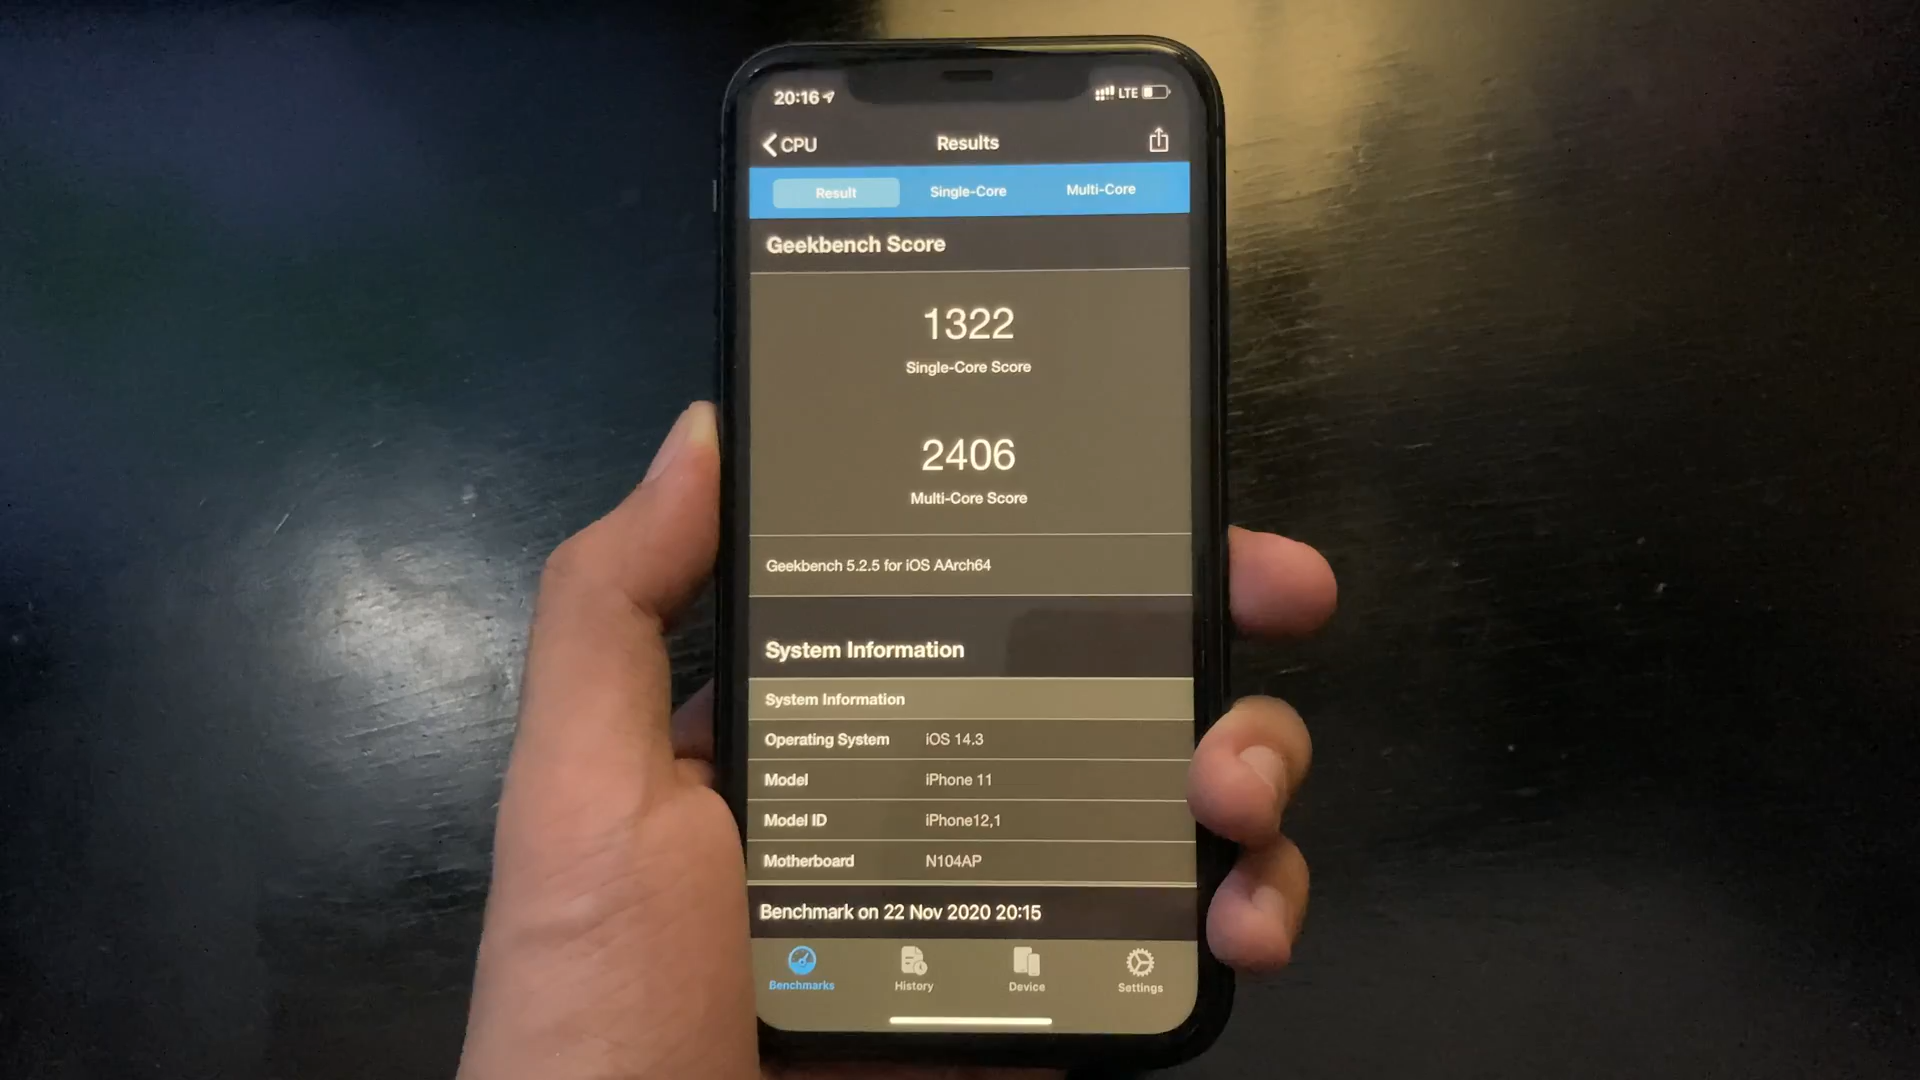 20:16
LTE
CPU
Results
Result
Single-Core
Multi-Core
Geekbench Score
1322
Single-Core Score
2406
Multi-Core Score
Geekbench 5.2.5 for iOS AArch64
System Information
System Information
Operating System iOS 14.3
Model iPhone 11
Model ID iPhone12,1
Motherboard N104AP
Benchmark on 22 Nov 2020 20:15
Benchmarks
History
Device
Settings